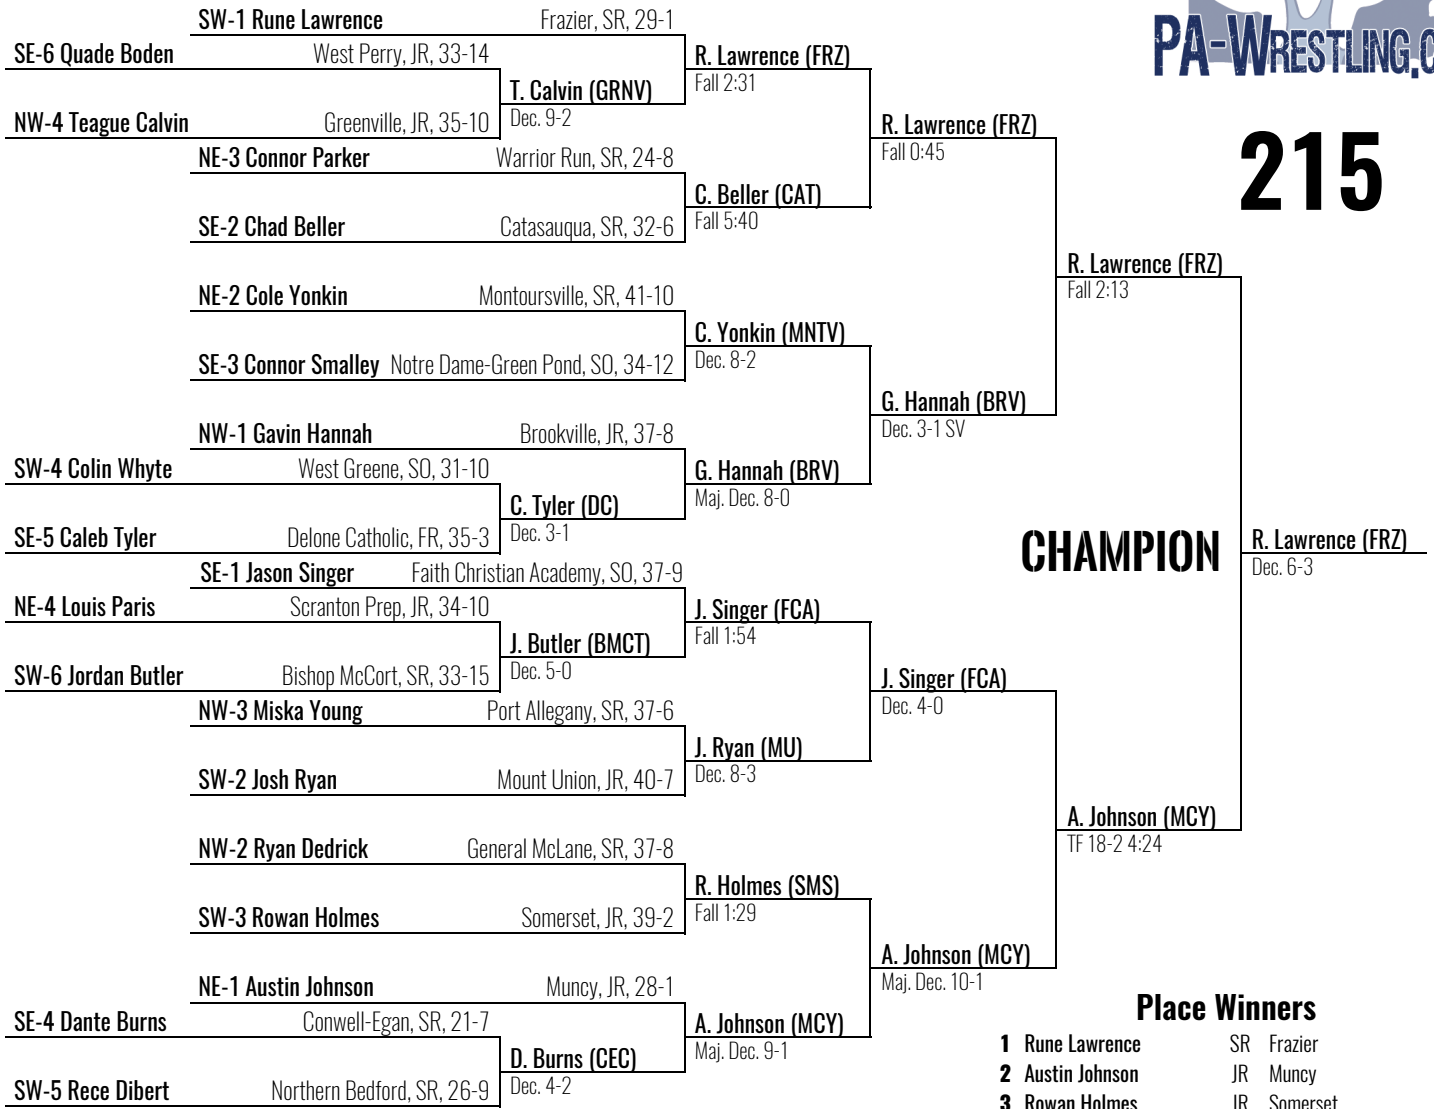 SW-1 Rune Lawrence Frazier, SR, 29-1
SE-6 Quade Boden West Perry, JR, 33-14
T. Calvin (GRNV)
Dec. 9-2
NW-4 Teague Calvin Greenville, JR, 35-10
R. Lawrence (FRZ)
Fall 2:31
NE-3 Connor Parker Warrior Run, SR, 24-8
C. Beller (CAT)
Fall 5:40
SE-2 Chad Beller Catasauqua, SR, 32-6
R. Lawrence (FRZ)
Fall 0:45
NE-2 Cole Yonkin Montoursville, SR, 41-10
C. Yonkin (MNTV)
Dec. 8-2
SE-3 Connor Smalley Notre Dame-Green Pond, SO, 34-12
G. Hannah (BRV)
Dec. 3-1 SV
NW-1 Gavin Hannah Brookville, JR, 37-8
SW-4 Colin Whyte West Greene, SO, 31-10
G. Hannah (BRV)
Maj. Dec. 8-0
C. Tyler (DC)
Dec. 3-1
SE-5 Caleb Tyler Delone Catholic, FR, 35-3
R. Lawrence (FRZ)
Fall 2:13
SE-1 Jason Singer Faith Christian Academy, SO, 37-9
NE-4 Louis Paris Scranton Prep, JR, 34-10
J. Singer (FCA)
Fall 1:54
J. Butler (BMCT)
Dec. 5-0
SW-6 Jordan Butler Bishop McCort, SR, 33-15
J. Singer (FCA)
Dec. 4-0
NW-3 Miska Young Port Allegany, SR, 37-6
J. Ryan (MU)
Dec. 8-3
SW-2 Josh Ryan Mount Union, JR, 40-7
A. Johnson (MCY)
TF 18-2 4:24
NW-2 Ryan Dedrick General McLane, SR, 37-8
R. Holmes (SMS)
Fall 1:29
SW-3 Rowan Holmes Somerset, JR, 39-2
A. Johnson (MCY)
Maj. Dec. 10-1
NE-1 Austin Johnson Muncy, JR, 28-1
SE-4 Dante Burns Conwell-Egan, SR, 21-7
A. Johnson (MCY)
Maj. Dec. 9-1
D. Burns (CEC)
Dec. 4-2
SW-5 Rece Dibert Northern Bedford, SR, 26-9
PA-WRESTLING.C
215
CHAMPION
R. Lawrence (FRZ)
Dec. 6-3
Place Winners
1 Rune Lawrence SR Frazier
2 Austin Johnson JR Muncy
3 Rowan Holmes JR Somerset